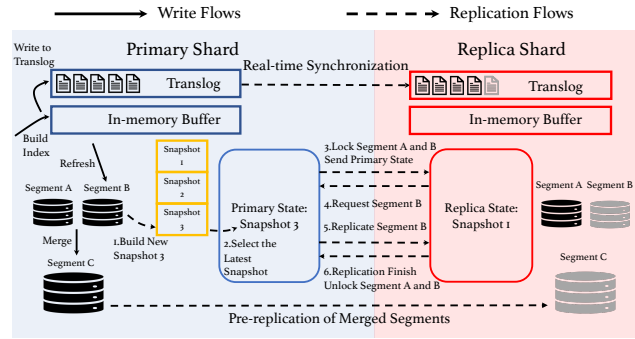 Write Flows
Replication Flows
Primary Shard
Replica Shard
Write to
Translog
Translog
Real-time Synchronization
Translog
In-memory Buffer
In-memory Buffer
Build
Index
Refresh
Snapshot
1
Snapshot
2
Snapshot
3
3.Lock Segment A and B
Send Primary State
Segment A
Segment B
Primary State:
Snapshot 3
4.Request Segment B
Replica State:
Snapshot 1
Segment A
Segment B
5.Replicate Segment B
Merge
1.Build New
Snapshot 3
2.Select the
Latest
Snapshot
Segment C
6.Replication Finish
Unlock Segment A and B
Segment C
Pre-replication of Merged Segments